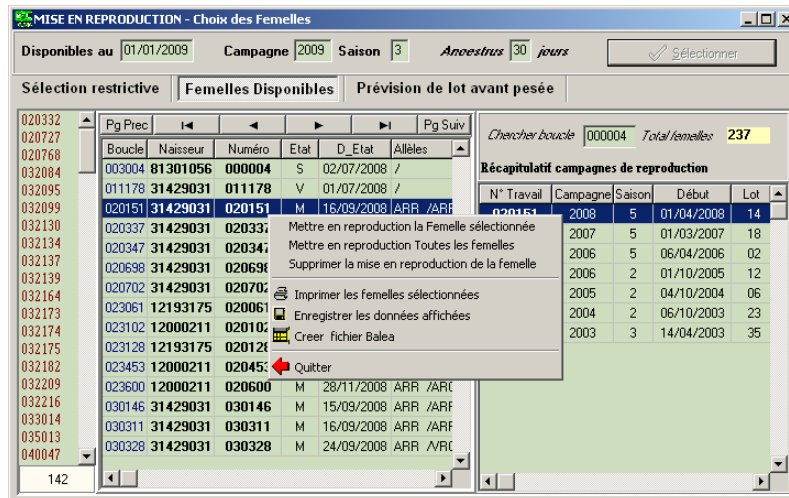 MISE EN REPRODUCTION - Choix des Femelles
Disponibles au 01/01/2009 Campagne 2009 Saison 3 Ancestrus 30 jours Sélectionner
Sélection restrictive Femelles Disponibles Prévision de lot avant pesée
020332
020727
020768
032084
032095
032099
032130
032134
032137
032139
032164
032173
032174
032175
032182
032209
032216
033014
035013
040047
142
Pg Prec Pg Suiv
Boucle Naisseur Numéro Etat D_Etat Allèles
003004 81301056 000004 S 02/07/2008 /
011178 31429031 011178 V 01/07/2008 /
020151 31429031 020151 M 16/09/2008 ARR /ARR
020337 31429031 020337
020347 31429031 020347
020698 31429031 020698
020702 31429031 020702
023061 12193175 020061
023102 12000211 020102
023128 12193175 020128
023453 12000211 020453
023600 12000211 020600 M 28/11/2008 ARR /ARQ
030146 31429031 030146 M 15/09/2008 ARR /ARR
030311 31429031 030311 M 16/09/2008 ARR /ARR
030328 31429031 030328 M 24/09/2008 ARR /VRQ
Mettre en reproduction la Femelle sélectionnée
Mettre en reproduction Toutes les femelles
Supprimer la mise en reproduction de la femelle
Imprimer les femelles sélectionnées
Enregistrer les données affichées
Creer fichier Balea
Quitter
Chercher boucle 000004 Total femelles 237
Récapitulatif campagnes de reproduction
N° Travail Campagne Saison Début Lot
020151 2008 5 01/04/2008 14
2007 5 01/03/2007 18
2006 5 06/04/2006 02
2006 2 01/10/2005 12
2005 2 04/10/2004 06
2004 2 06/10/2003 23
2003 3 14/04/2003 35